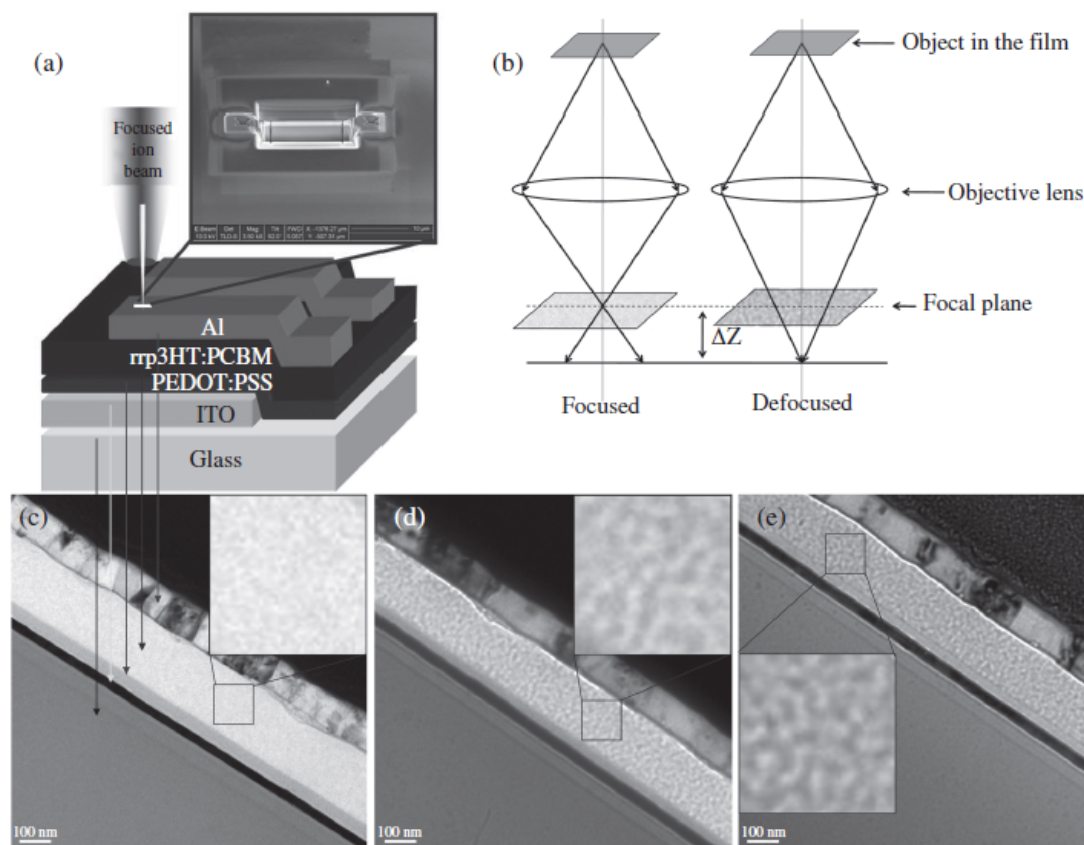 (a)
Focused
ion
beam
Al
rrp3HT:PCBM
PEDOT:PSS
ITO
Glass
(b)
Object in the film
Objective lens
Focal plane
ΔZ
Focused
Defocused
(c)
100 nm
(d)
100 nm
(e)
100 nm